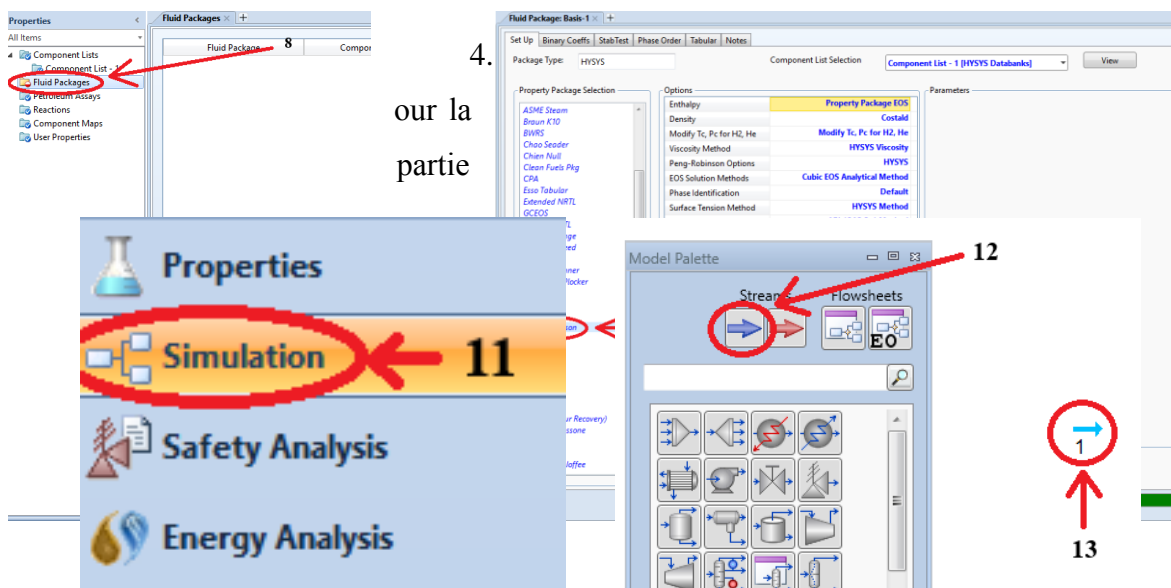 Properties <
All Items
Component Lists
Component List - 1
Fluid Packages
Petroleum Assays
Reactions
Component Maps
User Properties
Fluid Packages × +
Fluid Package
8
4.
our la
partie
Fluid Package: Basis-1 × +
Set Up Binary Coeffs StabTest Phase Order Tabular Notes
Package Type: HYSYS Component List Selection Component List - 1 [HYSYS Databanks] View
Property Package Selection
ASME Steam
Braun K10
BWRS
Chao Seader
Chien Null
Clean Fuels Pkg
CPA
Esso Tabular
Extended NRTL
GCEOS
Options
Enthalpy Property Package EOS
Density Costald
Modify Tc, Pc for H2, He Modify Tc, Pc for H2, He
Viscosity Method HYSYS Viscosity
Peng-Robinson Options HYSYS
EOS Solution Methods Cubic EOS Analytical Method
Phase Identification Default
Surface Tension Method HYSYS Method
Parameters
Properties
Simulation
11
Safety Analysis
Energy Analysis
Model Palette
12
Streams Flowsheets
EO
1
13